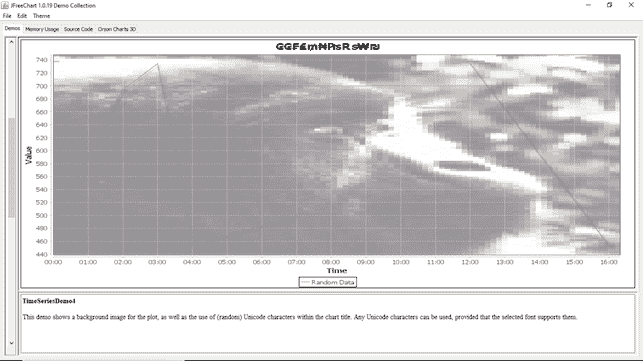 JFreeChart 1.0.19 Demo Collection
File Edit Theme
Demos Memory Usage Source Code Orson Charts 3D
740
720
700
680
660
640
620
600
580
560
540
520
500
480
460
440
Value
00:00 01:00 02:00 03:00 04:00 05:00 06:00 07:00 08:00 09:00 10:00 11:00 12:00 13:00 14:00 15:00 16:00
Time
Random Data
TimeSeriesDemo4
This demo shows a background image for the plot, as well as the use of (random) Unicode characters within the chart title. Any Unicode characters can be used, provided that the selected font supports them.